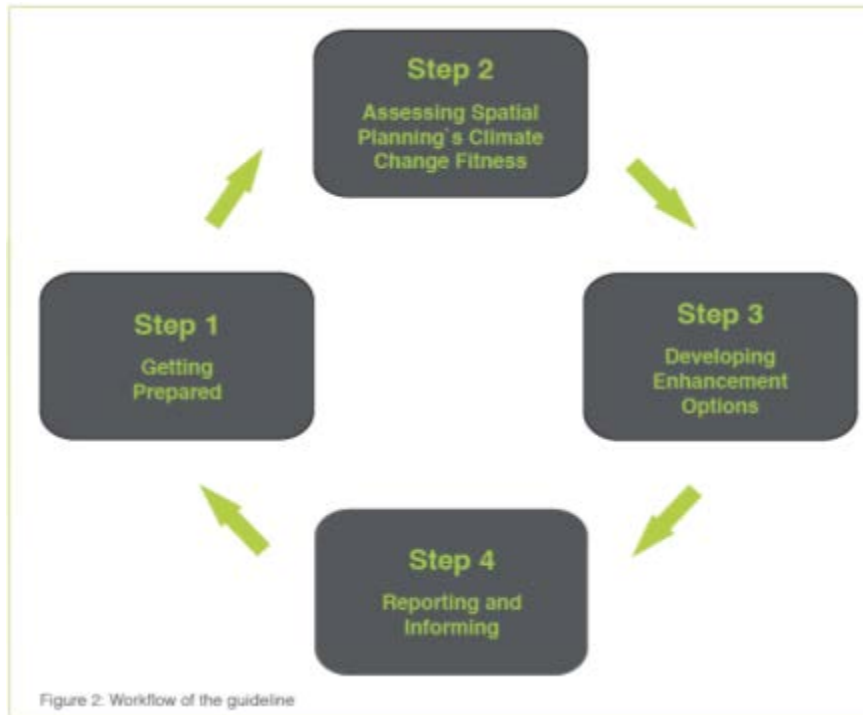 Step 1
Getting
Prepared
Step 2
Assessing Spatial
Planning`s Climate
Change Fitness
Step 3
Developing
Enhancement
Options
Step 4
Reporting and
Informing
Figure 2: Workflow of the guideline